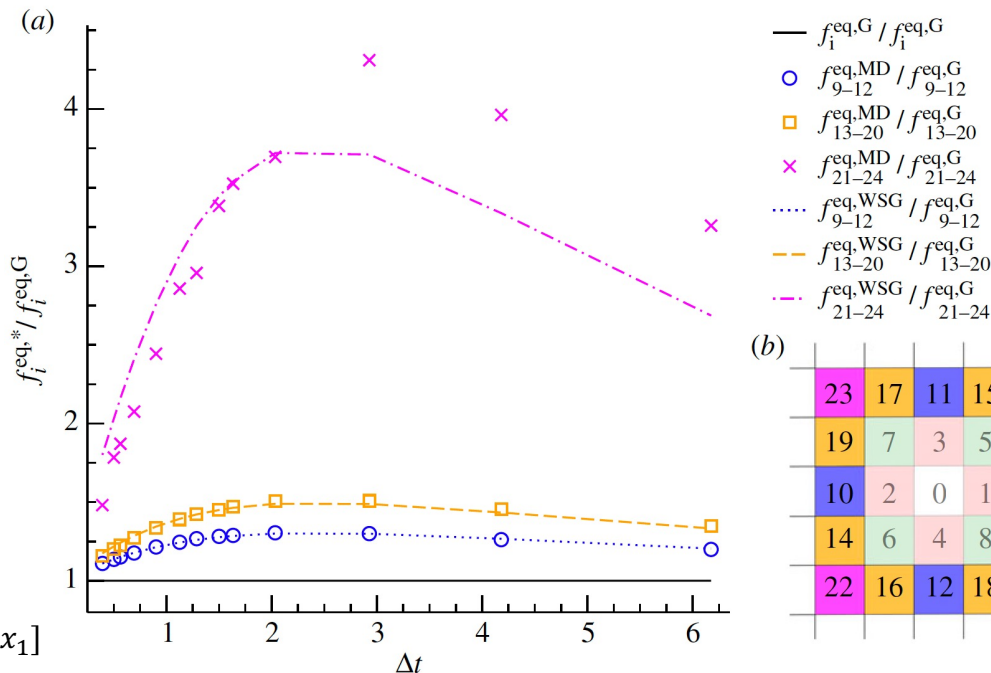 (a)
4
3
2
1
1 2 3 4 5 6
Δt
f_i^{eq,*} / f_i^{eq,G}
x₁]
f_i^{eq,G} / f_i^{eq,G}
f_{9–12}^{eq,MD} / f_{9–12}^{eq,G}
f_{13–20}^{eq,MD} / f_{13–20}^{eq,G}
f_{21–24}^{eq,MD} / f_{21–24}^{eq,G}
f_{9–12}^{eq,WSG} / f_{9–12}^{eq,G}
f_{13–20}^{eq,WSG} / f_{13–20}^{eq,G}
f_{21–24}^{eq,WSG} / f_{21–24}^{eq,G}
(b)
23 17 11 15
19 7 3 5
10 2 0 1
14 6 4 8
22 16 12 18